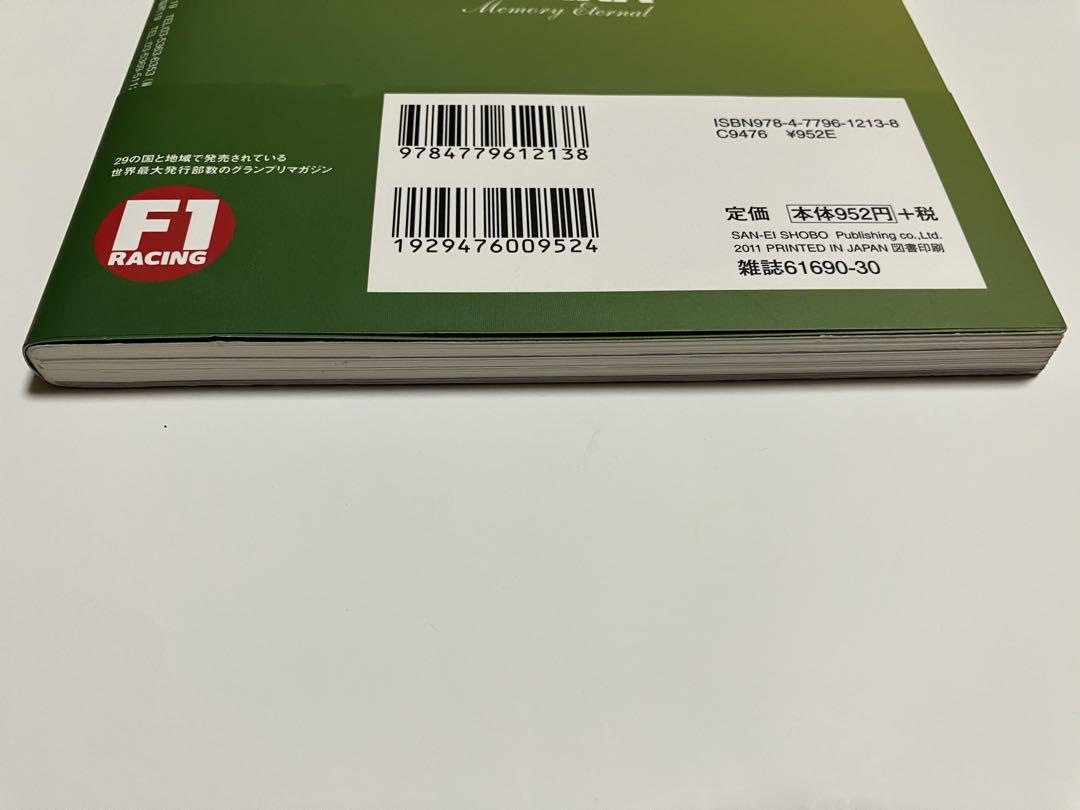 Memory Eternal
29の国と地域で発売されている
世界最大発行部数のグランプリマガジン
F1
RACING
9784779612138
1929476009524
ISBN978-4-7796-1213-8
C9476 ¥952E
定価 本体952円 +税
SAN-EI SHOBO Publishing co.,Ltd.
2011 PRINTED IN JAPAN 図書印刷
雑誌61690-30